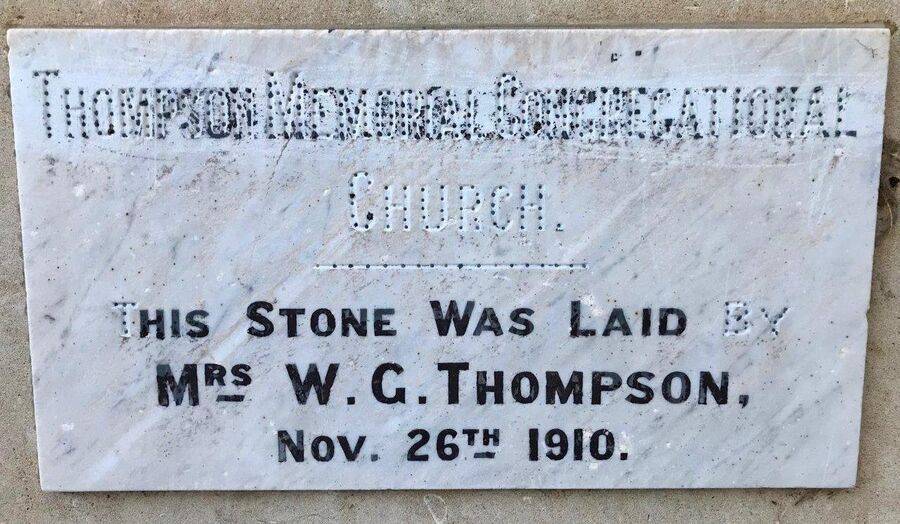 THOMPSON MEMORIAL CONGREGATIONAL
CHURCH.
THIS STONE WAS LAID BY
MRS W. G. THOMPSON,
NOV. 26TH 1910.